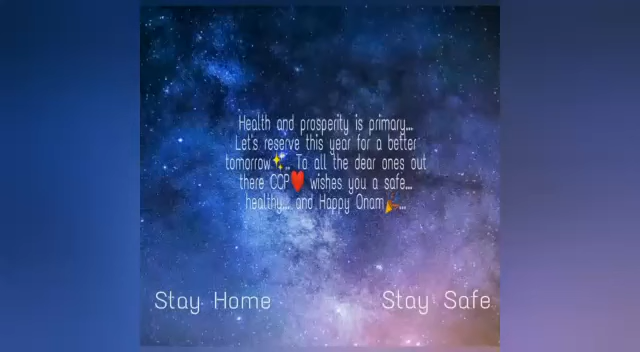 Health and prosperity is primary...
Let's reserve this year for a better
tomorrow✨.. To all the dear ones out
there CCP❤️ wishes you a safe...
healthy.... and Happy Onam🎉...
Stay Home Stay Safe